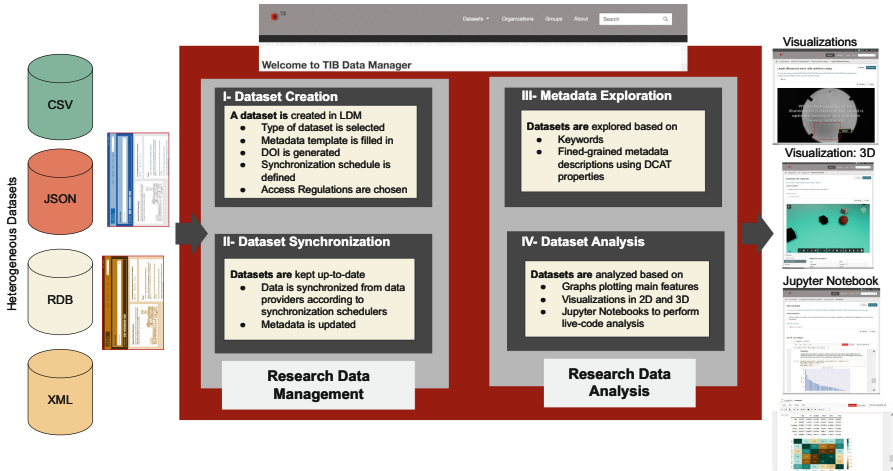 TIB
Datasets
Organizations
Groups
About
Search
Welcome to TIB Data Manager
Heterogeneous Datasets
CSV
JSON
RDB
XML
I- Dataset Creation
A dataset is created in LDM
● Type of dataset is selected
● Metadata template is filled in
● DOI is generated
● Synchronization schedule is
defined
● Access Regulations are chosen
II- Dataset Synchronization
Datasets are kept up-to-date
● Data is synchronized from data
providers according to
synchronization schedulers
● Metadata is updated
Research Data
Management
III- Metadata Exploration
Datasets are explored based on
● Keywords
● Fined-grained metadata
descriptions using DCAT
properties
IV- Dataset Analysis
Datasets are analyzed based on
● Graphs plotting main features
● Visualizations in 2D and 3D
● Jupyter Notebooks to perform
live-code analysis
Research Data
Analysis
Visualizations
Visualization: 3D
Jupyter Notebook